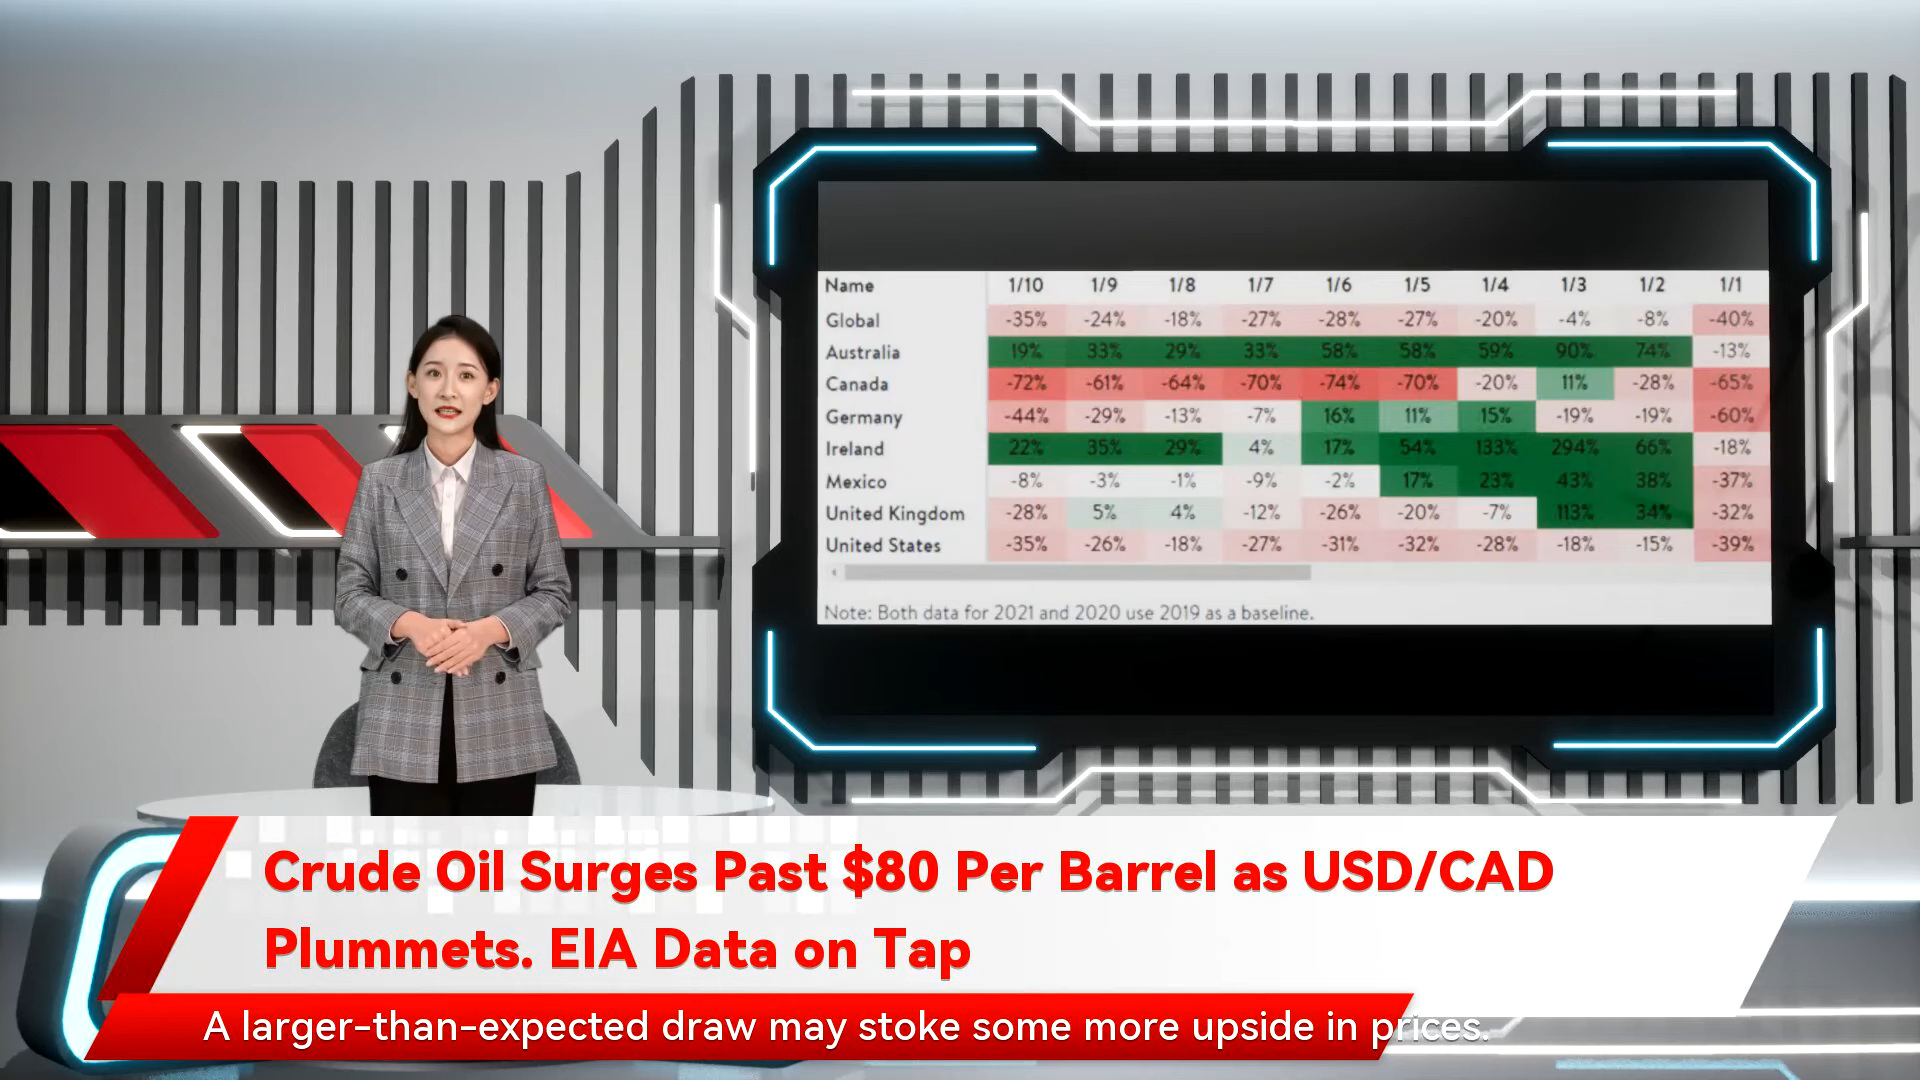 Name 1/10 1/9 1/8 1/7 1/6 1/5 1/4 1/3 1/2 1/1
Global -35% -24% -18% -27% -28% -27% -20% -4% -8% -40%
Australia 19% 33% 29% 33% 58% 58% 59% 90% 74% -13%
Canada -72% -61% -64% -70% -74% -70% -20% 11% -28% -65%
Germany -44% -29% -13% -7% 16% 11% 15% -19% -19% -60%
Ireland 22% 35% 29% 4% 17% 54% 133% 294% 66% -18%
Mexico -8% -3% -1% -9% -2% 17% 23% 43% 38% -37%
United Kingdom -28% 5% 4% -12% -26% -20% -7% 113% 34% -32%
United States -35% -26% -18% -27% -31% -32% -28% -18% -15% -39%
Note: Both data for 2021 and 2020 use 2019 as a baseline.
Crude Oil Surges Past $80 Per Barrel as USD/CAD
Plummets. EIA Data on Tap
A larger-than-expected draw may stoke some more upside in prices.